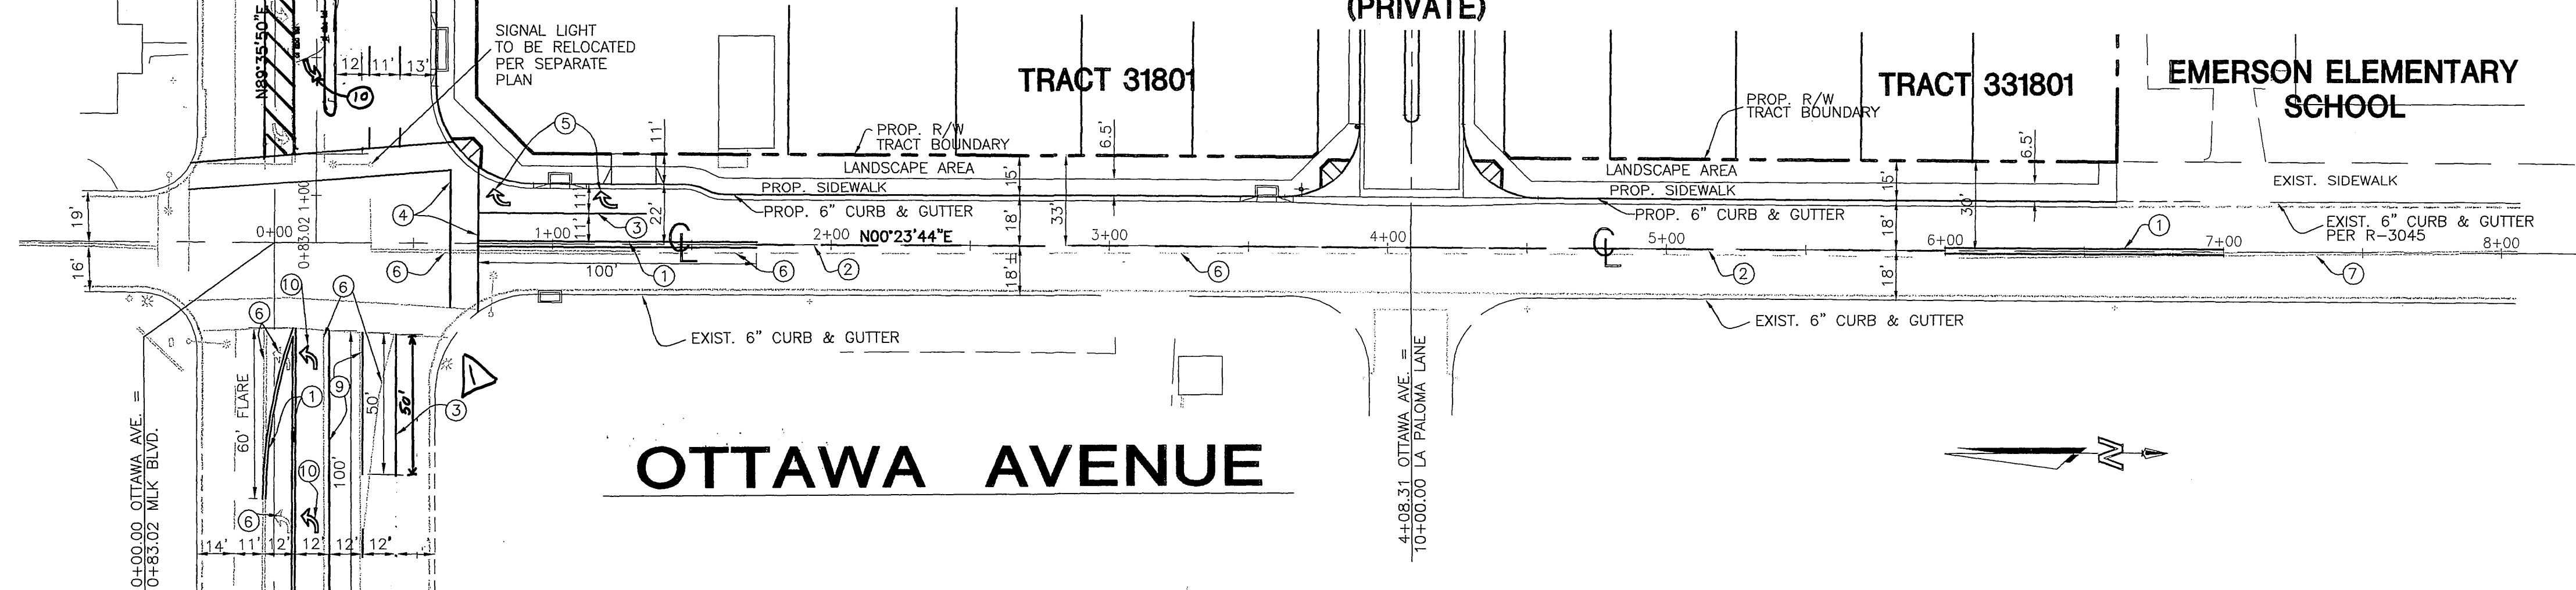 (PRIVATE)
N89°35'50"E
SIGNAL LIGHT
TO BE RELOCATED
PER SEPARATE
PLAN
12'
11'
13'
10
5
11'
TRACT 31801
PROP. R/W
TRACT BOUNDARY
LANDSCAPE AREA
PROP. SIDEWALK
PROP. 6" CURB & GUTTER
6.5'
15'
18'
33'
18'±
TRACT 331801
PROP. R/W
TRACT BOUNDARY
LANDSCAPE AREA
PROP. SIDEWALK
PROP. 6" CURB & GUTTER
15'
18'
30'
18'
6.5'
EMERSON ELEMENTARY
SCHOOL
EXIST. SIDEWALK
EXIST. 6" CURB & GUTTER
PER R-3045
19'
16'
0+00
0+83.02 1+00
4
6
1+00
11'
11'
22'
3
℄
2+00
N00°23'44"E
3+00
4+00
℄
5+00
6+00
1
7+00
8+00
100'
1
6
2
6
2
7
EXIST. 6" CURB & GUTTER
EXIST. 6" CURB & GUTTER
10
6
6
60' FLARE
1
9
50'
50'
3
1
100'
10
6
14'
11'
12'
12'
12'
12'
0+00.00 OTTAWA AVE. =
0+83.02 MLK BLVD.
OTTAWA AVENUE
4+08.31 OTTAWA AVE. =
10+00.00 LA PALOMA LANE
N